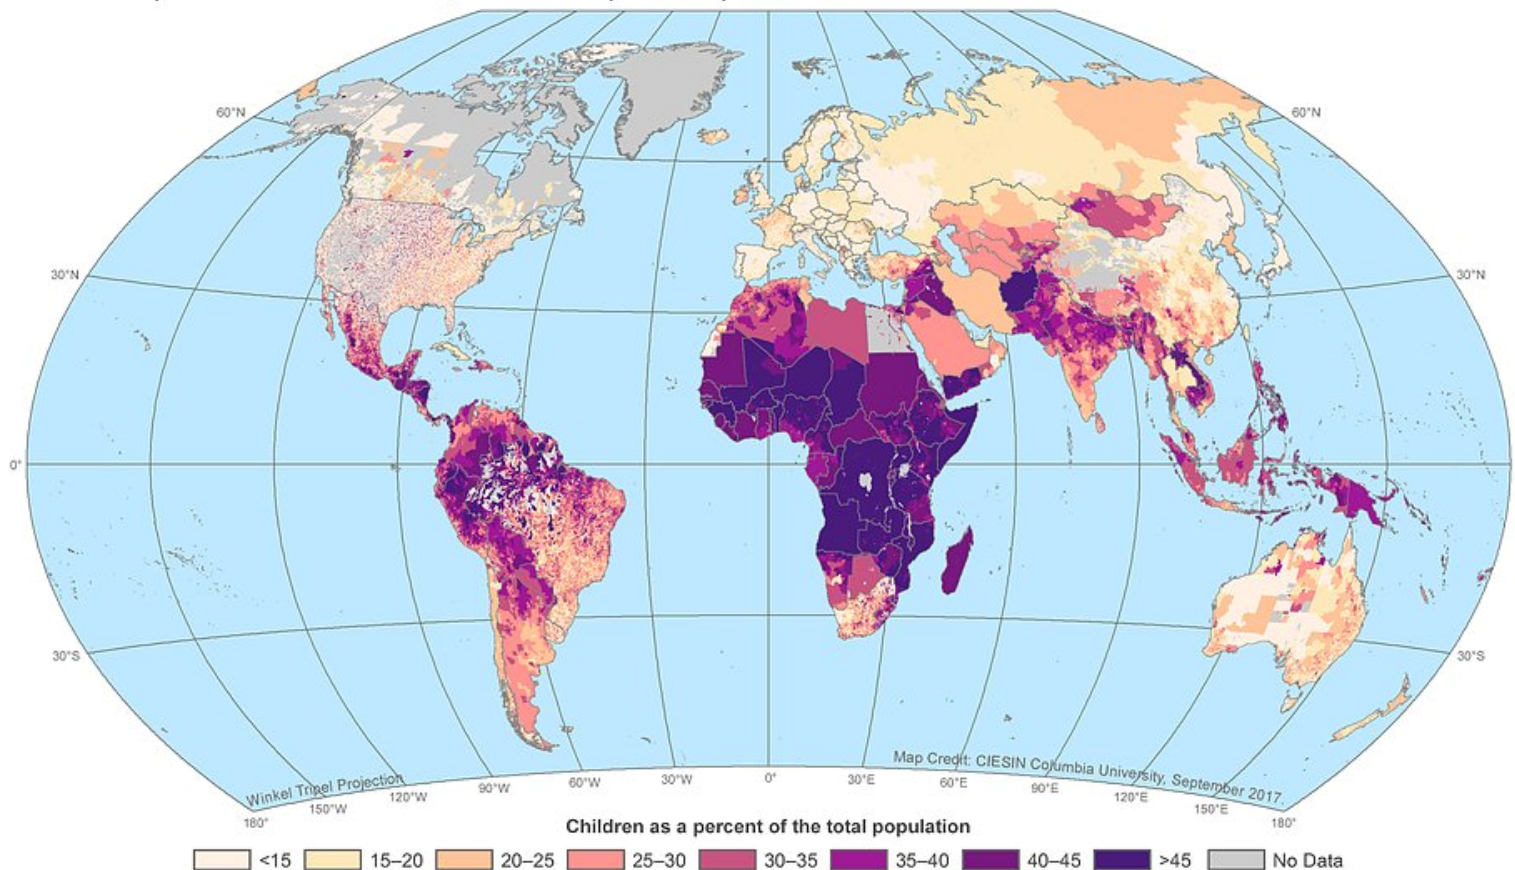 60°N
60°N
30°N
30°N
0°
30°S
30°S
Map Credit: CIESIN Columbia University, September 2017.
Winkel Tripel Projection
180°
150°W
120°W
90°W
60°W
30°W
0°
30°E
60°E
90°E
120°E
150°E
180°
Children as a percent of the total population
<15 15–20 20–25 25–30 30–35 35–40 40–45 >45 No Data